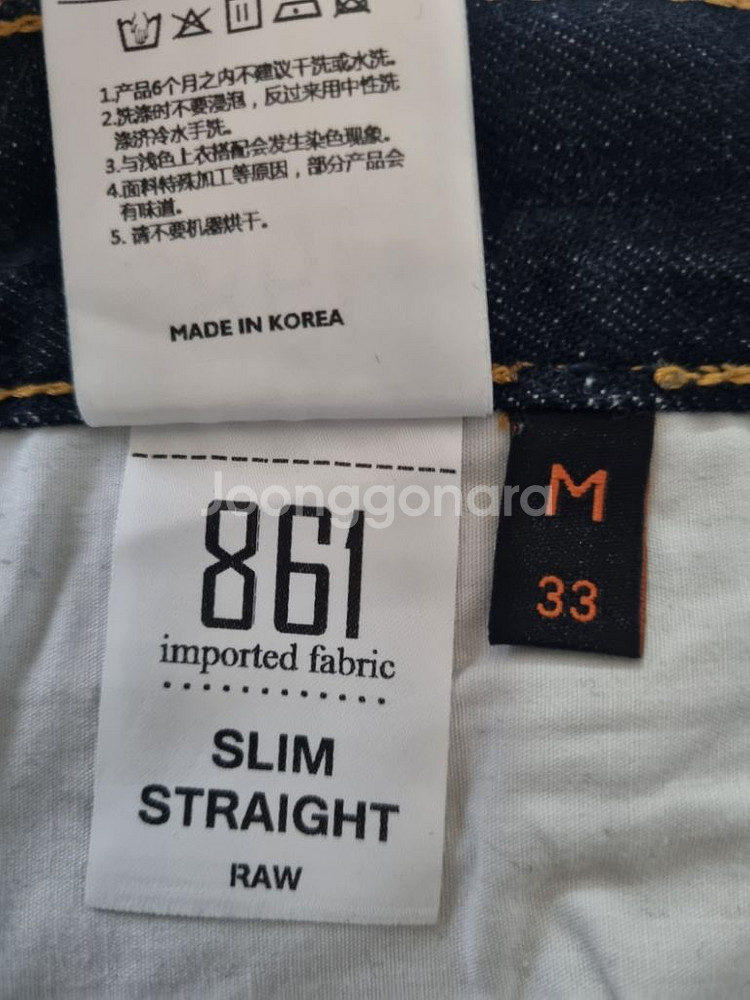 1.产品6个月之内不建议干洗或水洗。
2.洗涤时不要浸泡，反过来用中性洗
涤济冷水手洗。
3.与浅色上衣搭配会发生染色现象。
4.面料特殊加工等原因，部分产品会
有味道。
5. 请不要机器烘干。
MADE IN KOREA
Joonggonara
861
imported fabric
SLIM
STRAIGHT
RAW
M
33